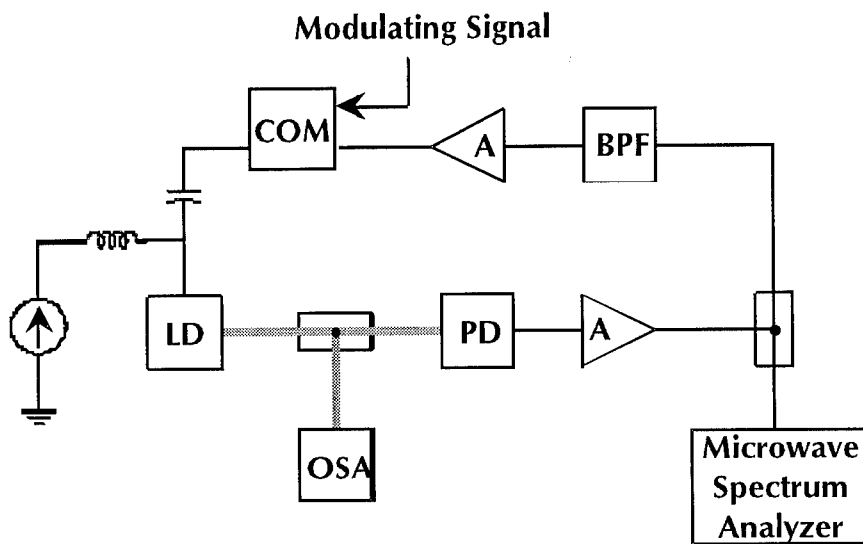 Modulating Signal
COM
A
BPF
LD
PD
A
OSA
Microwave
Spectrum
Analyzer